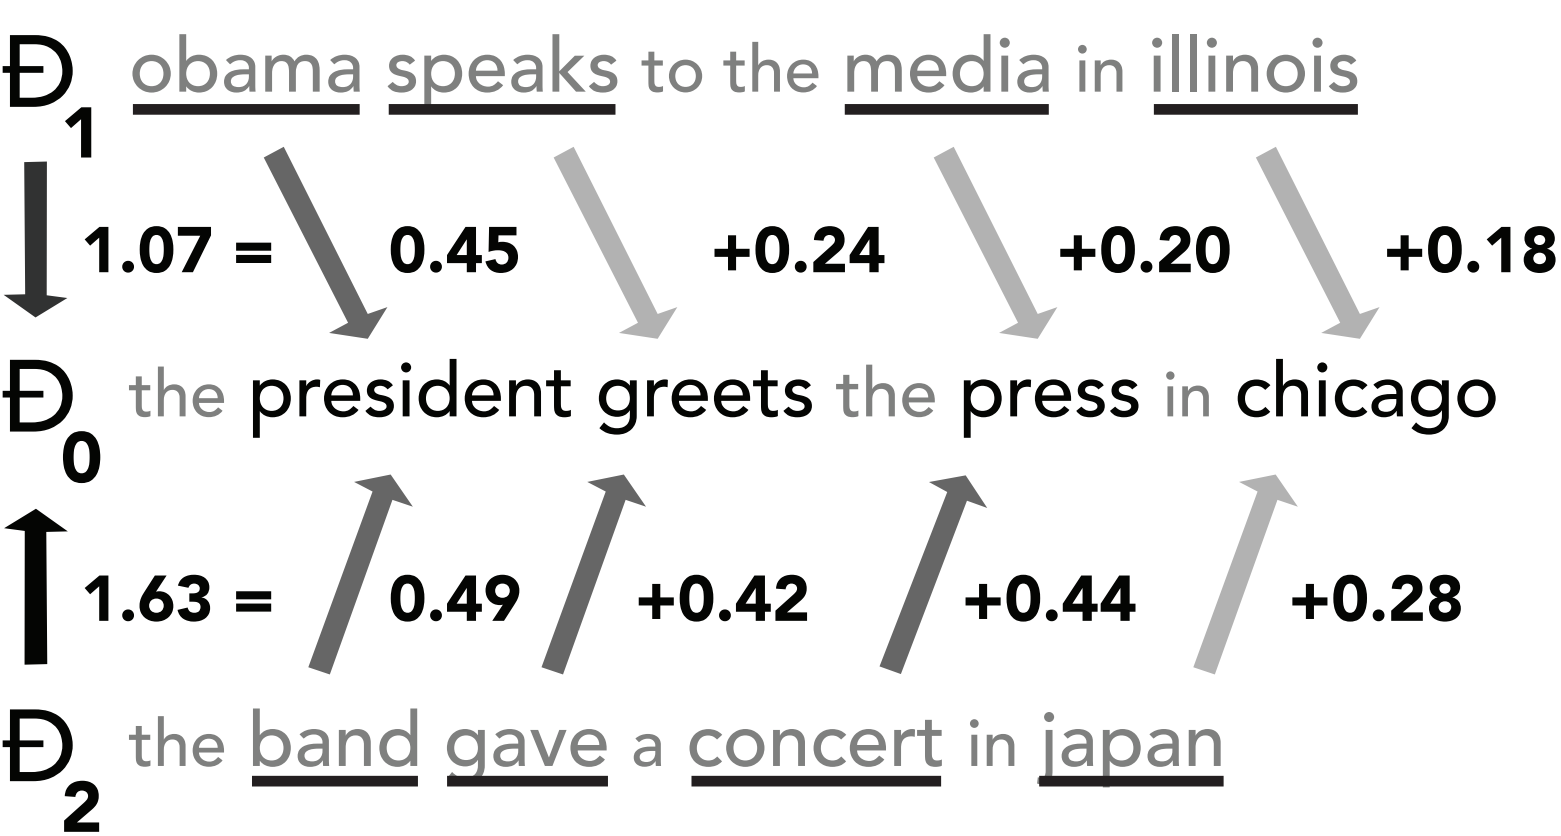 Đ1 obama speaks to the media in illinois
1.07 = 0.45 +0.24 +0.20 +0.18
Đ0 the president greets the press in chicago
1.63 = 0.49 +0.42 +0.44 +0.28
Đ2 the band gave a concert in japan